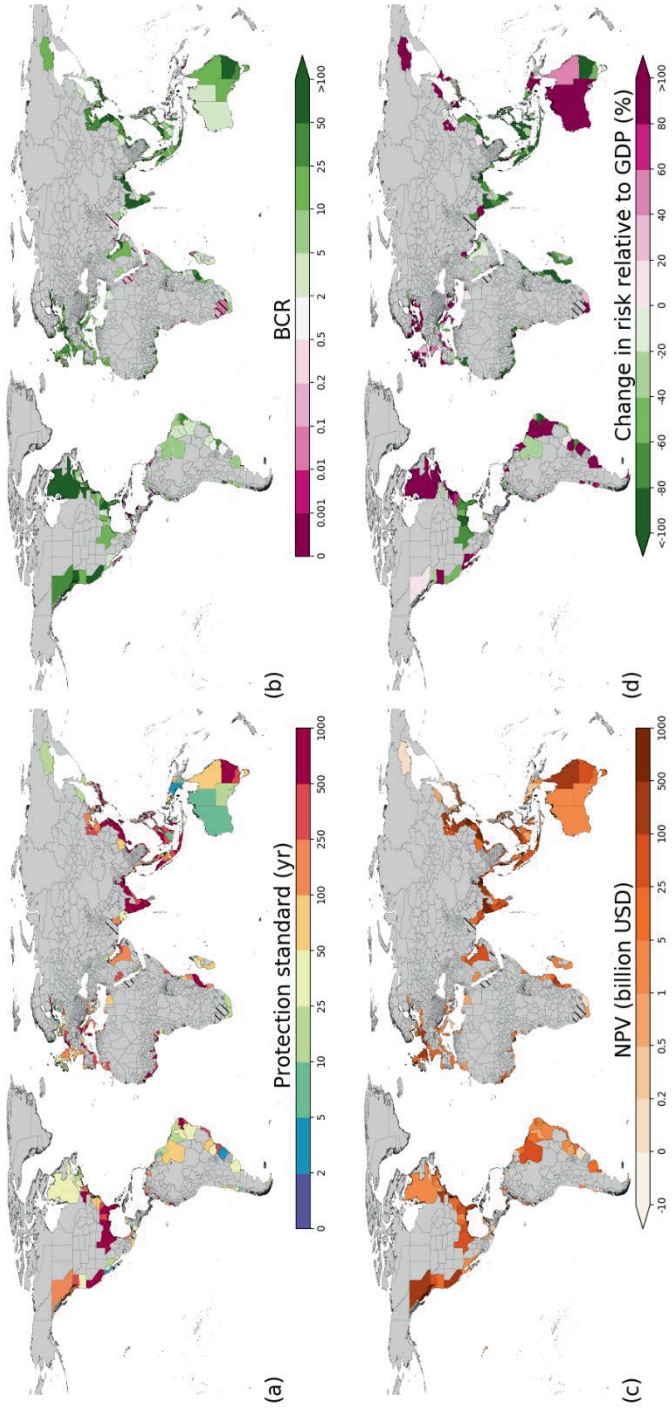 (a)
0 2 5 10 25 50 100 250 500 1000
Protection standard (yr)
(b)
0 0.001 0.01 0.1 0.2 0.5 2 5 10 25 50 >100
BCR
(c)
-10 0 0.2 0.5 1 5 25 100 500 1000
NPV (billion USD)
(d)
<-100 -80 -60 -40 -20 0 20 40 60 80 >100
Change in risk relative to GDP (%)